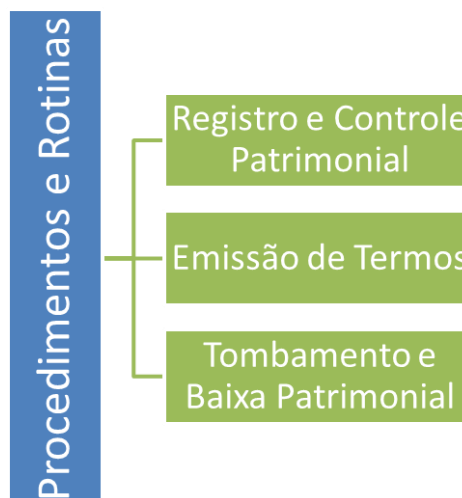 Procedimentos e Rotinas
Registro e Controle
Patrimonial
Emissão de Termos
Tombamento e
Baixa Patrimonial